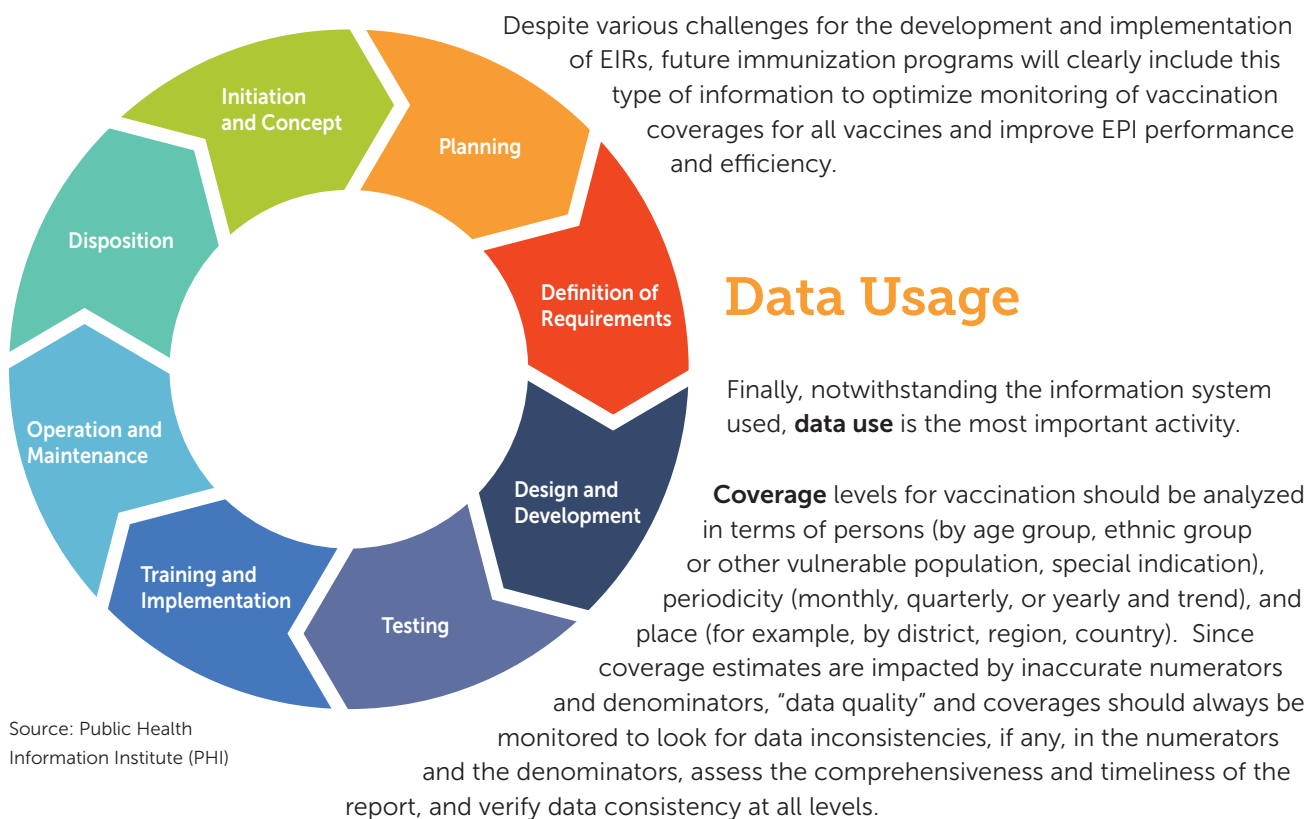 Despite various challenges for the development and implementation
of EIRs, future immunization programs will clearly include this
type of information to optimize monitoring of vaccination
coverages for all vaccines and improve EPI performance
and efficiency.
Initiation
and Concept
Planning
Definition of
Requirements
Design and
Development
Testing
Training and
Implementation
Operation and
Maintenance
Disposition
Source: Public Health
Information Institute (PHI)
Data Usage
Finally, notwithstanding the information system
used, data use is the most important activity.
Coverage levels for vaccination should be analyzed
in terms of persons (by age group, ethnic group
or other vulnerable population, special indication),
periodicity (monthly, quarterly, or yearly and trend), and
place (for example, by district, region, country).  Since
coverage estimates are impacted by inaccurate numerators
and denominators, “data quality” and coverages should always be
monitored to look for data inconsistencies, if any, in the numerators
and the denominators, assess the comprehensiveness and timeliness of the
report, and verify data consistency at all levels.